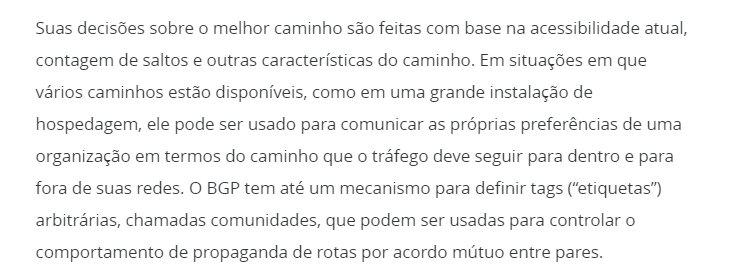 Suas decisões sobre o melhor caminho são feitas com base na acessibilidade atual,
contagem de saltos e outras características do caminho. Em situações em que
vários caminhos estão disponíveis, como em uma grande instalação de
hospedagem, ele pode ser usado para comunicar as próprias preferências de uma
organização em termos do caminho que o tráfego deve seguir para dentro e para
fora de suas redes. O BGP tem até um mecanismo para definir tags (“etiquetas”)
arbitrárias, chamadas comunidades, que podem ser usadas para controlar o
comportamento de propaganda de rotas por acordo mútuo entre pares.